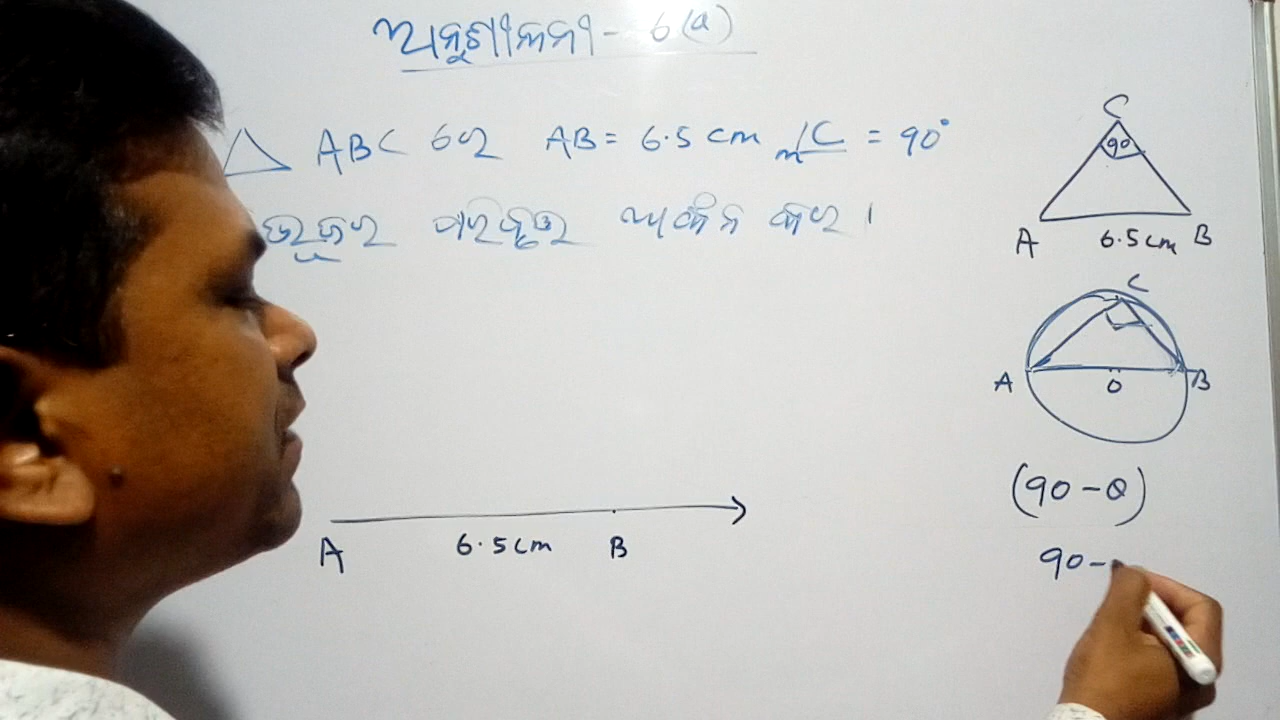 ଅନୁଶୀଳନୀ - 6(a)
△ ABC ରେ AB = 6.5 cm m∠C = 90°
ପରିବୃତ୍ତ ଅଙ୍କନ କର ।
C
90
A 6.5 cm B
C
A O B
(90 - θ)
90 -
A 6.5 cm B